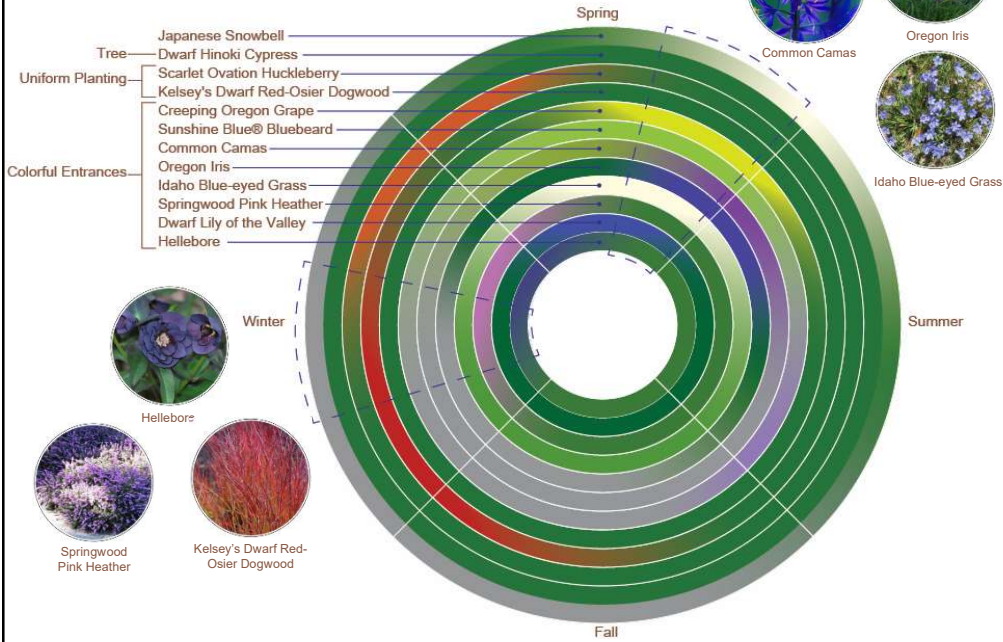 Spring
Common Camas
Oregon Iris
Idaho Blue-eyed Grass
Japanese Snowbell
Tree
Dwarf Hinoki Cypress
Uniform Planting
Scarlet Ovation Huckleberry
Kelsey's Dwarf Red-Osier Dogwood
Colorful Entrances
Creeping Oregon Grape
Sunshine Blue® Bluebeard
Common Camas
Oregon Iris
Idaho Blue-eyed Grass
Springwood Pink Heather
Dwarf Lily of the Valley
Hellebore
Winter
Summer
Hellebore
Springwood
Pink Heather
Kelsey's Dwarf Red-
Osier Dogwood
Fall